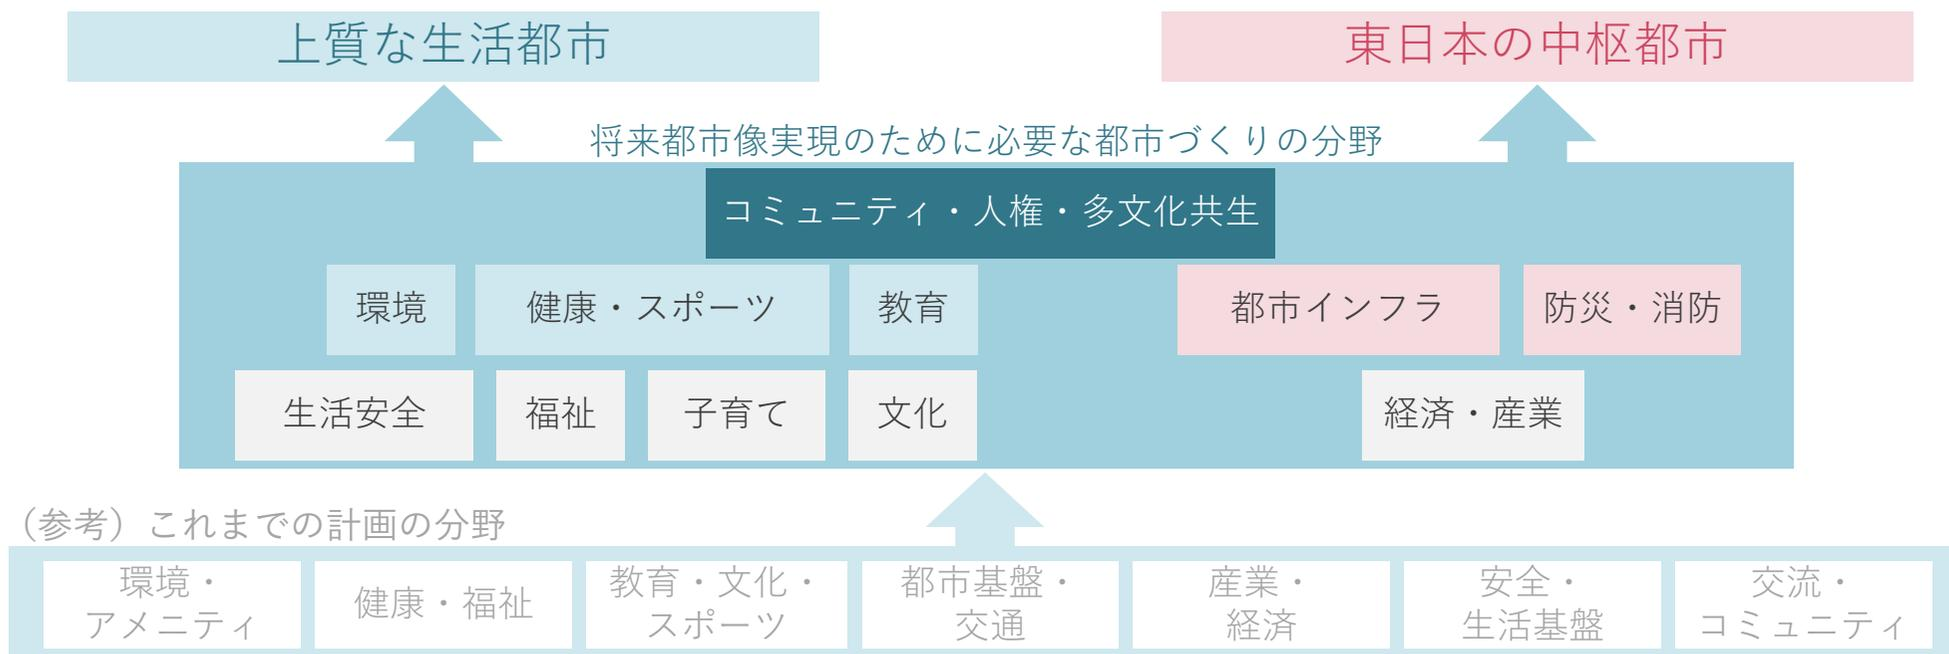 上質な生活都市
東日本の中枢都市
将来都市像実現のために必要な都市づくりの分野
コミュニティ・人権・多文化共生
環境
健康・スポーツ
教育
都市インフラ
防災・消防
生活安全
福祉
子育て
文化
経済・産業
（参考）これまでの計画の分野
環境・
アメニティ
健康・福祉
教育・文化・
スポーツ
都市基盤・
交通
産業・
経済
安全・
生活基盤
交流・
コミュニティ